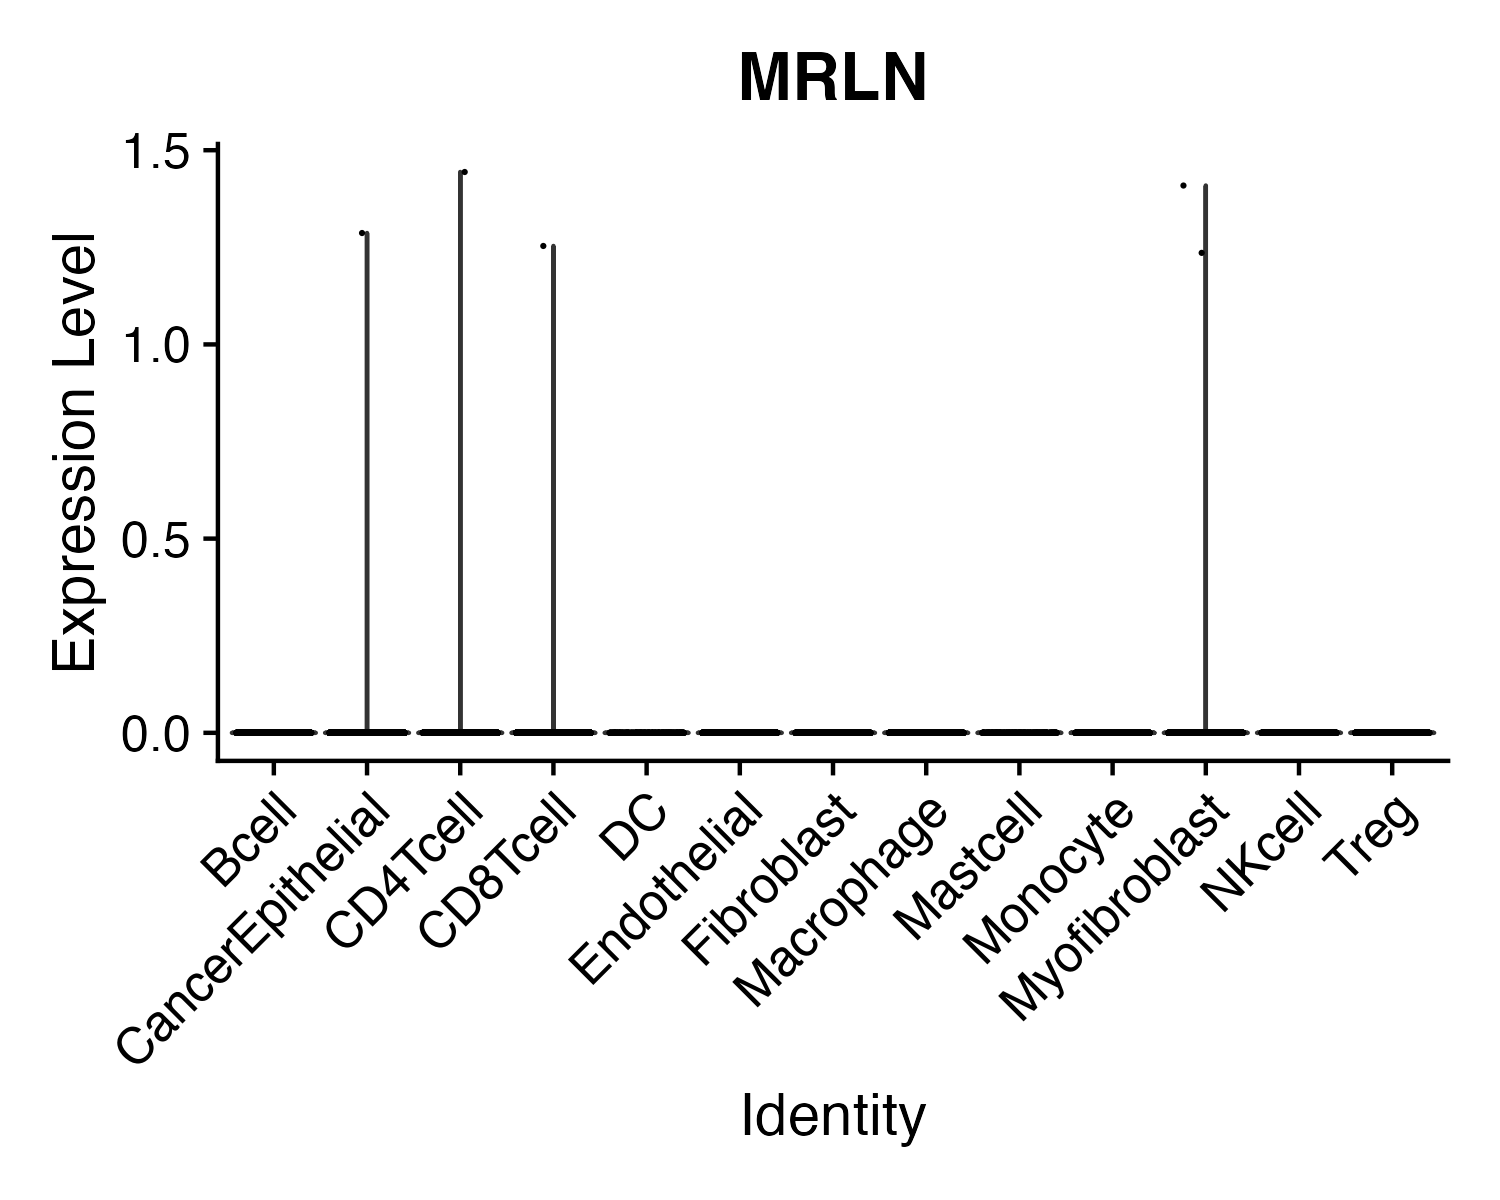 MRLN
Expression Level
1.5
1.0
0.5
0.0
Bcell
CancerEpithelial
CD4Tcell
CD8Tcell
DC
Endothelial
Fibroblast
Macrophage
Mastcell
Monocyte
Myofibroblast
NKcell
Treg
Identity